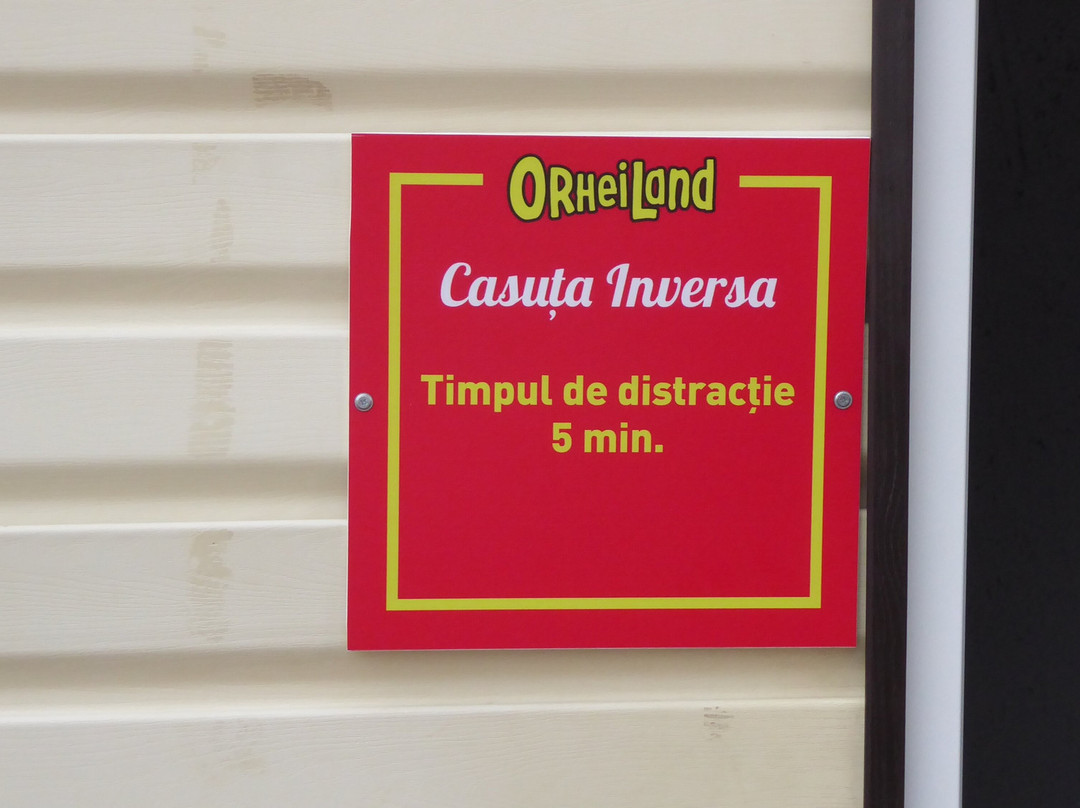 ORHEiLand
Casuța Inversa
Timpul de distracție
5 min.